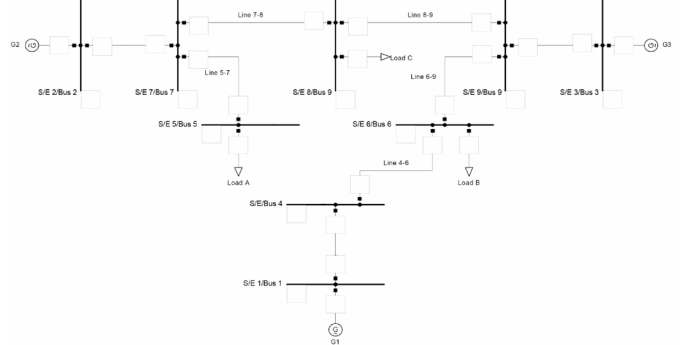 Line 7-8
Line 8-9
G2
G
G
G3
Load C
Line 5-7
Line 6-9
S/E 2/Bus 2
S/E 7/Bus 7
S/E 8/Bus 9
S/E 9/Bus 9
S/E 3/Bus 3
S/E 5/Bus 5
S/E 6/Bus 6
Line 4-6
Load A
Load B
S/E/Bus 4
S/E 1/Bus 1
G
G1